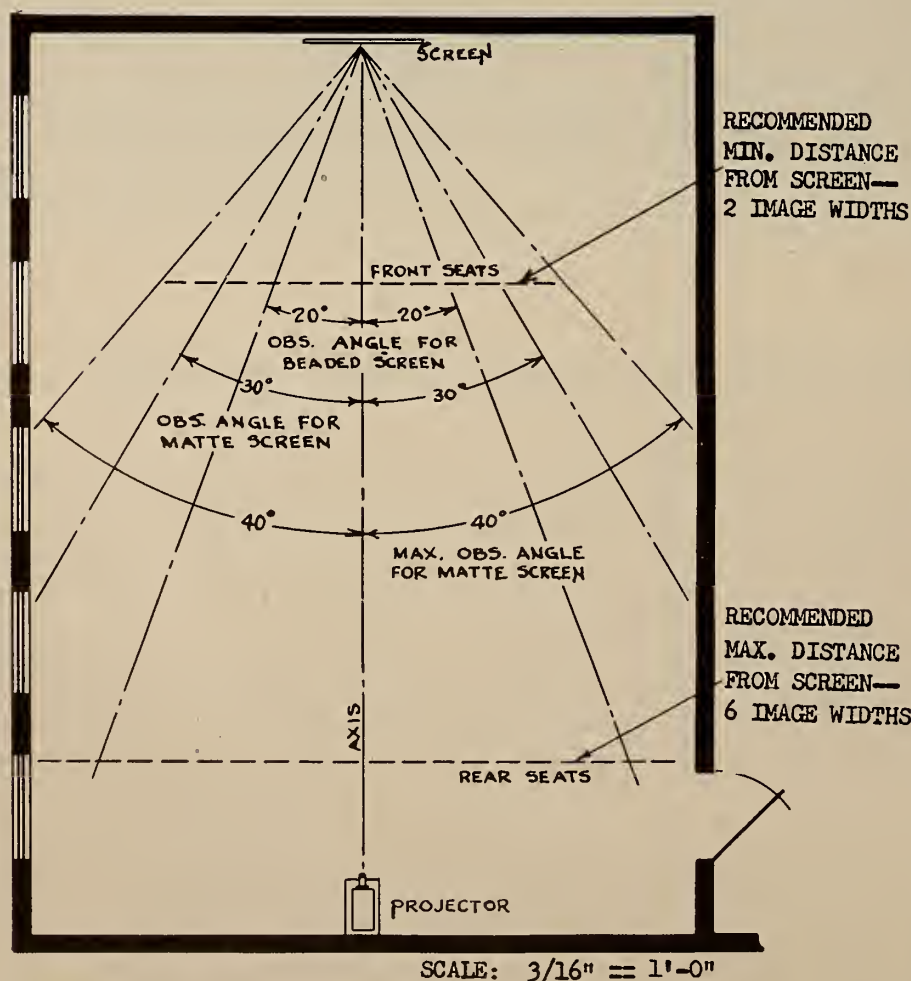 SCREEN
RECOMMENDED
MIN. DISTANCE
FROM SCREEN—
2 IMAGE WIDTHS
FRONT SEATS
20° 20°
OBS. ANGLE FOR
BEADED SCREEN
30° 30°
OBS. ANGLE FOR
MATTE SCREEN
40° 40°
MAX. OBS. ANGLE
FOR MATTE SCREEN
RECOMMENDED
MAX. DISTANCE
FROM SCREEN—
6 IMAGE WIDTHS
AXIS
REAR SEATS
PROJECTOR
SCALE: 3/16" == 1'-0"